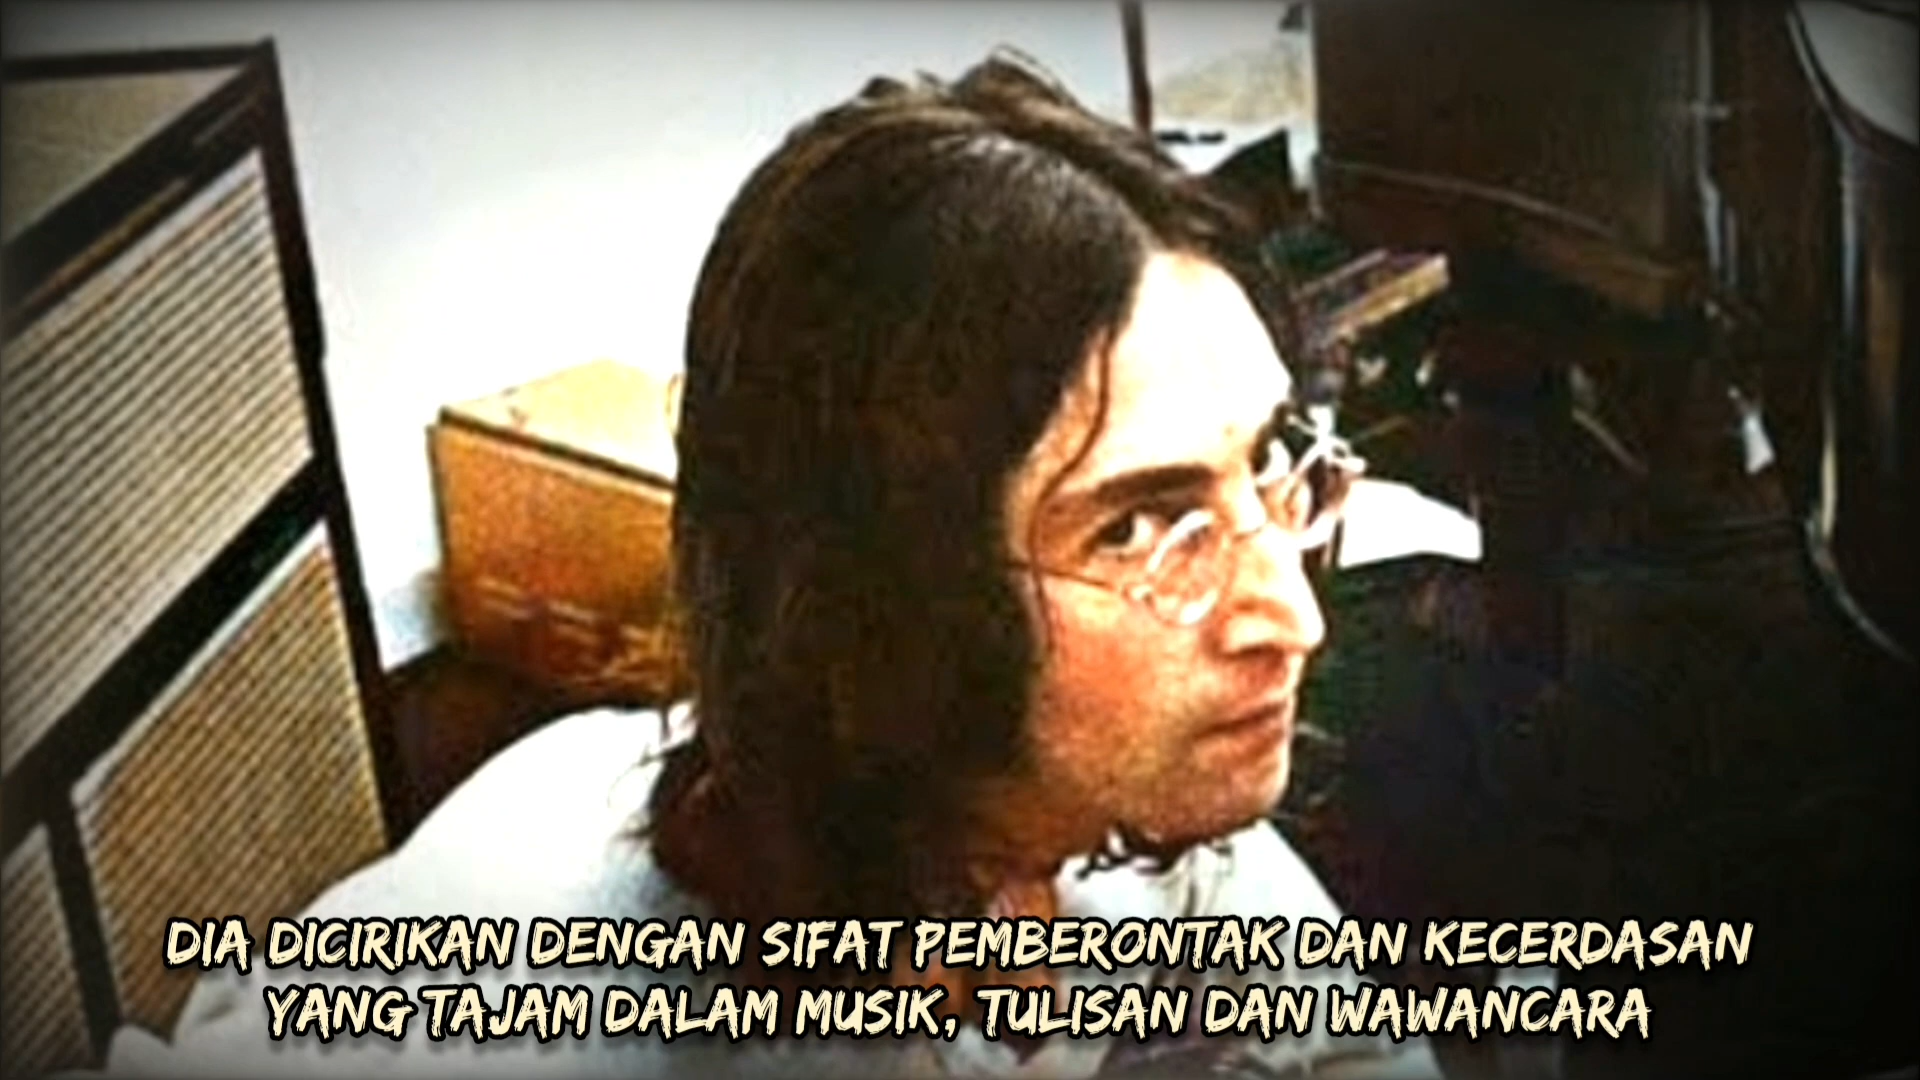 DIA DICIRIKAN DENGAN SIFAT PEMBERONTAK DAN KECERDASAN
YANG TAJAM DALAM MUSIK, TULISAN DAN WAWANCARA